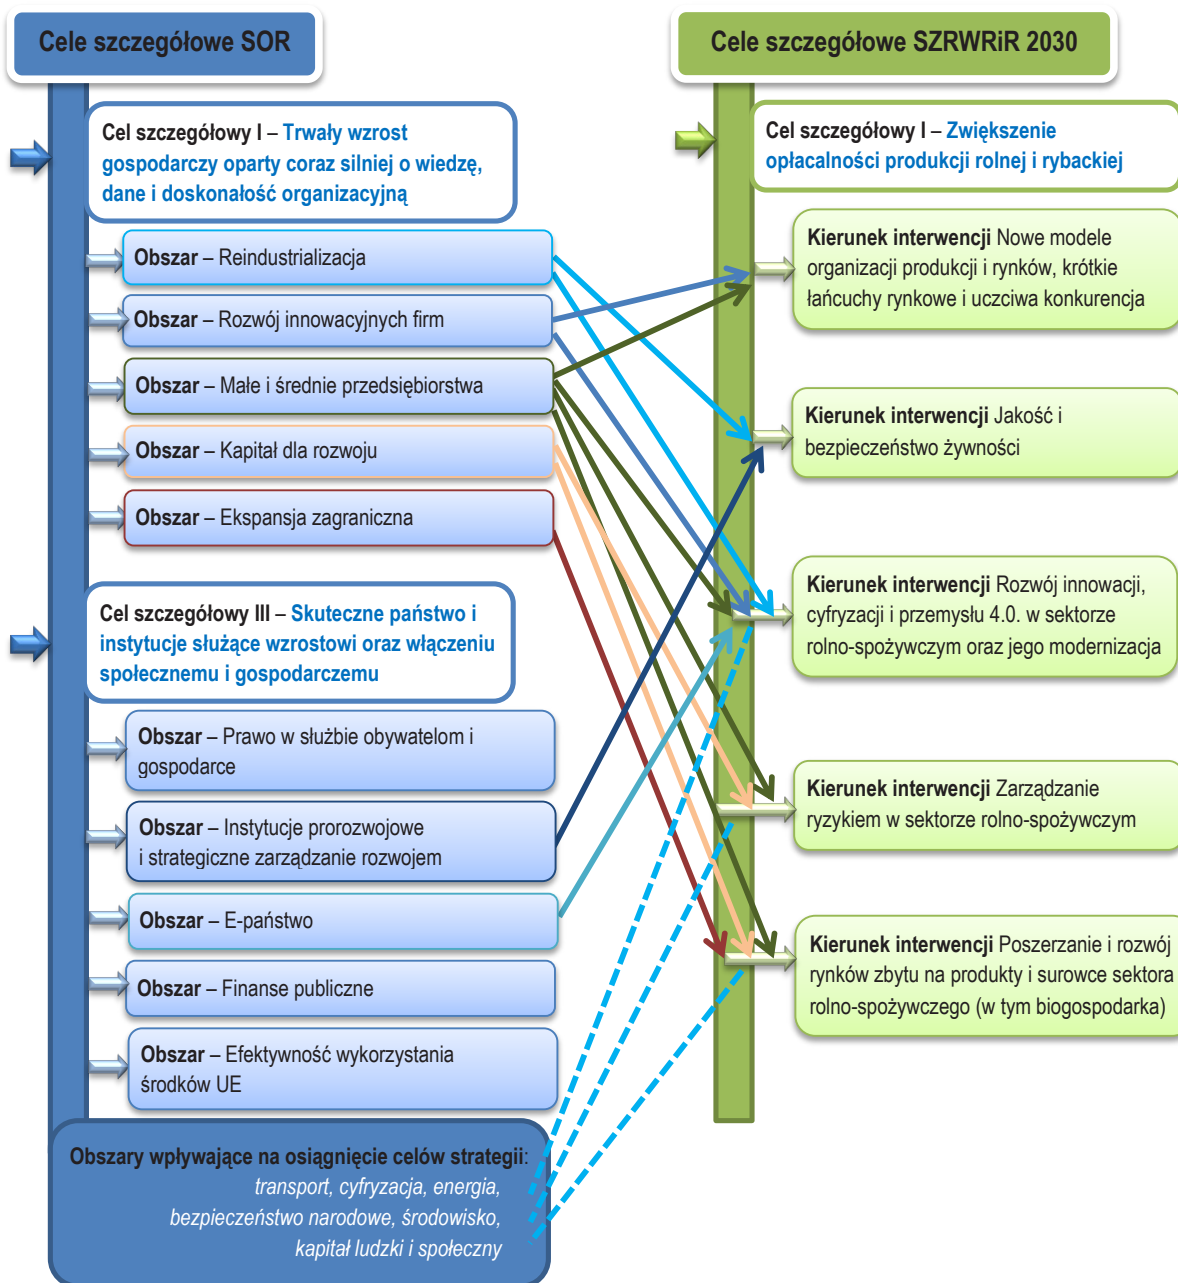 Cele szczegółowe SOR
Cel szczegółowy I – Trwały wzrost
gospodarczy oparty coraz silniej o wiedzę,
dane i doskonałość organizacyjną
Obszar – Reindustrializacja
Obszar – Rozwój innowacyjnych firm
Obszar – Małe i średnie przedsiębiorstwa
Obszar – Kapitał dla rozwoju
Obszar – Ekspansja zagraniczna
Cel szczegółowy III – Skuteczne państwo i
instytucje służące wzrostowi oraz włączeniu
społecznemu i gospodarczemu
Obszar – Prawo w służbie obywatelom i
gospodarce
Obszar – Instytucje prorozwojowe
i strategiczne zarządzanie rozwojem
Obszar – E-państwo
Obszar – Finanse publiczne
Obszar – Efektywność wykorzystania
środków UE
Obszary wpływające na osiągnięcie celów strategii:
transport, cyfryzacja, energia,
bezpieczeństwo narodowe, środowisko,
kapitał ludzki i społeczny
Cele szczegółowe SZRWRiR 2030
Cel szczegółowy I – Zwiększenie
opłacalności produkcji rolnej i rybackiej
Kierunek interwencji Nowe modele
organizacji produkcji i rynków, krótkie
łańcuchy rynkowe i uczciwa konkurencja
Kierunek interwencji Jakość i
bezpieczeństwo żywności
Kierunek interwencji Rozwój innowacji,
cyfryzacji i przemysłu 4.0. w sektorze
rolno-spożywczym oraz jego modernizacja
Kierunek interwencji Zarządzanie
ryzykiem w sektorze rolno-spożywczym
Kierunek interwencji Poszerzanie i rozwój
rynków zbytu na produkty i surowce sektora
rolno-spożywczego (w tym biogospodarka)